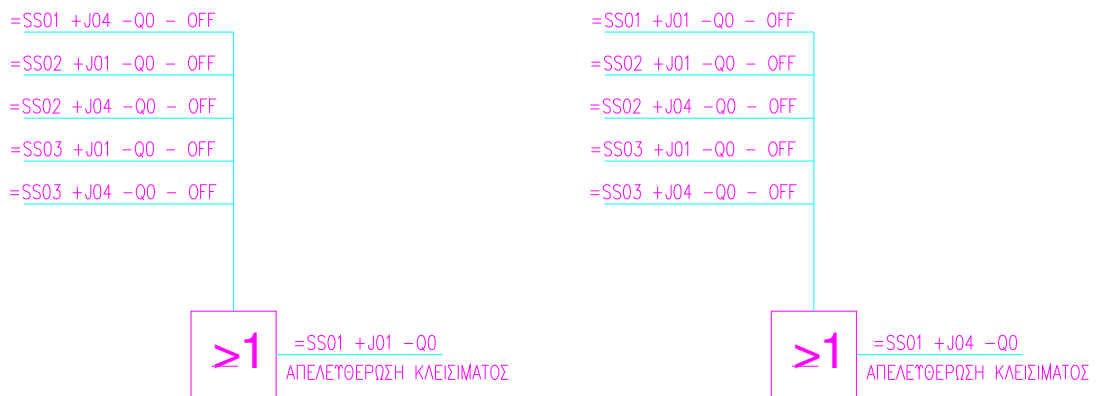 =SS01 +J04 -Q0 - OFF
=SS02 +J01 -Q0 - OFF
=SS02 +J04 -Q0 - OFF
=SS03 +J01 -Q0 - OFF
=SS03 +J04 -Q0 - OFF
≥1
=SS01 +J01 -Q0
ΑΠΕΛΕΥΘΕΡΩΣΗ ΚΛΕΙΣΙΜΑΤΟΣ
=SS01 +J01 -Q0 - OFF
=SS02 +J01 -Q0 - OFF
=SS02 +J04 -Q0 - OFF
=SS03 +J01 -Q0 - OFF
=SS03 +J04 -Q0 - OFF
≥1
=SS01 +J04 -Q0
ΑΠΕΛΕΥΘΕΡΩΣΗ ΚΛΕΙΣΙΜΑΤΟΣ